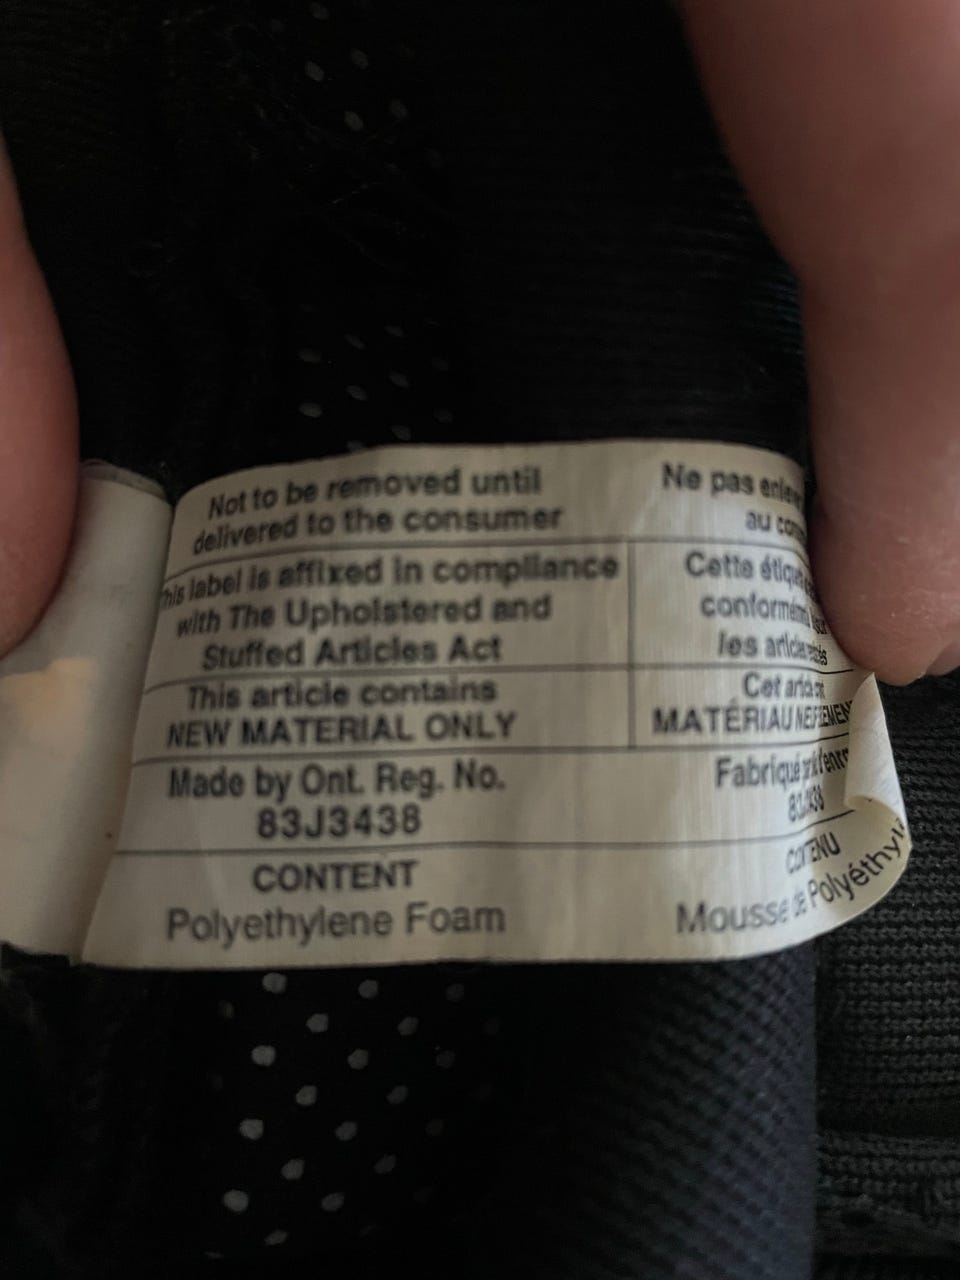 Not to be removed until
delivered to the consumer
This label is affixed in compliance
with The Upholstered and
Stuffed Articles Act
This article contains
NEW MATERIAL ONLY
Made by Ont. Reg. No.
83J3438
CONTENT
Polyethylene Foam
Ne pas
au
Cette
les articles
Cet
MATÉRIAU
Fabriqué
CONTENU
Mousse de